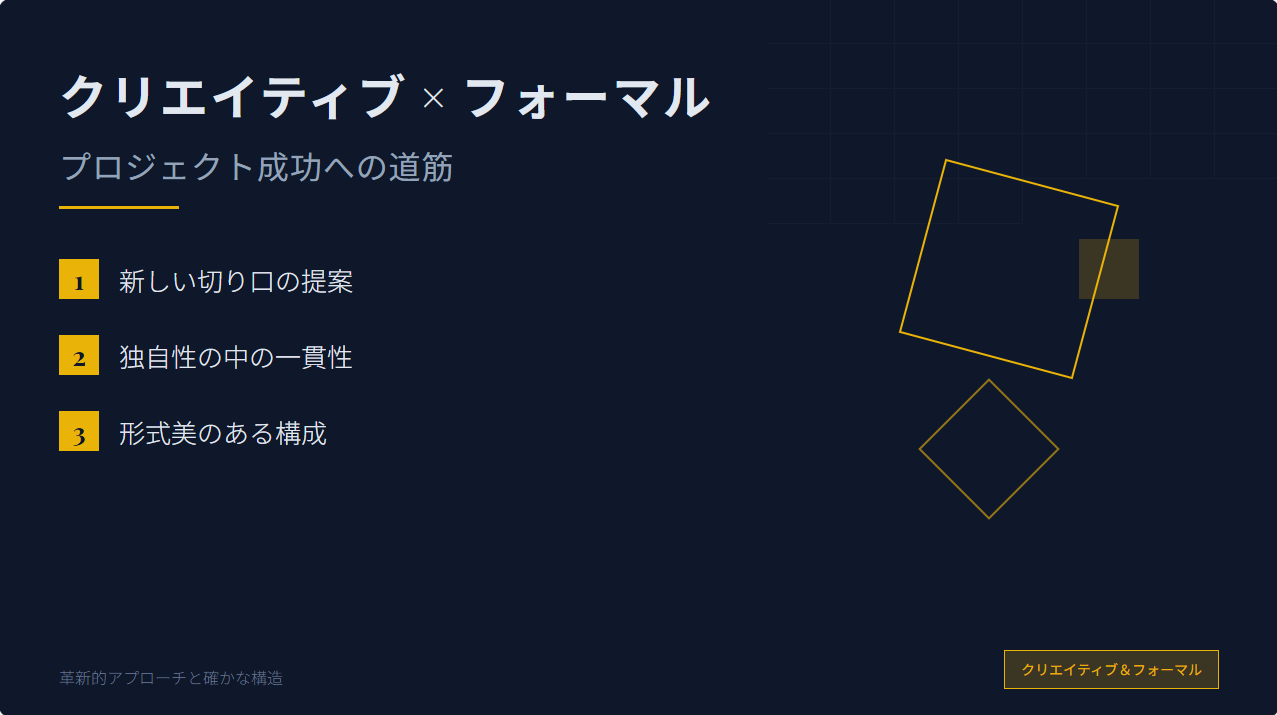 クリエイティブ × フォーマル
プロジェクト成功への道筋
1 新しい切り口の提案
2 独自性の中の一貫性
3 形式美のある構成
革新的アプローチと確かな構造
クリエイティブ＆フォーマル